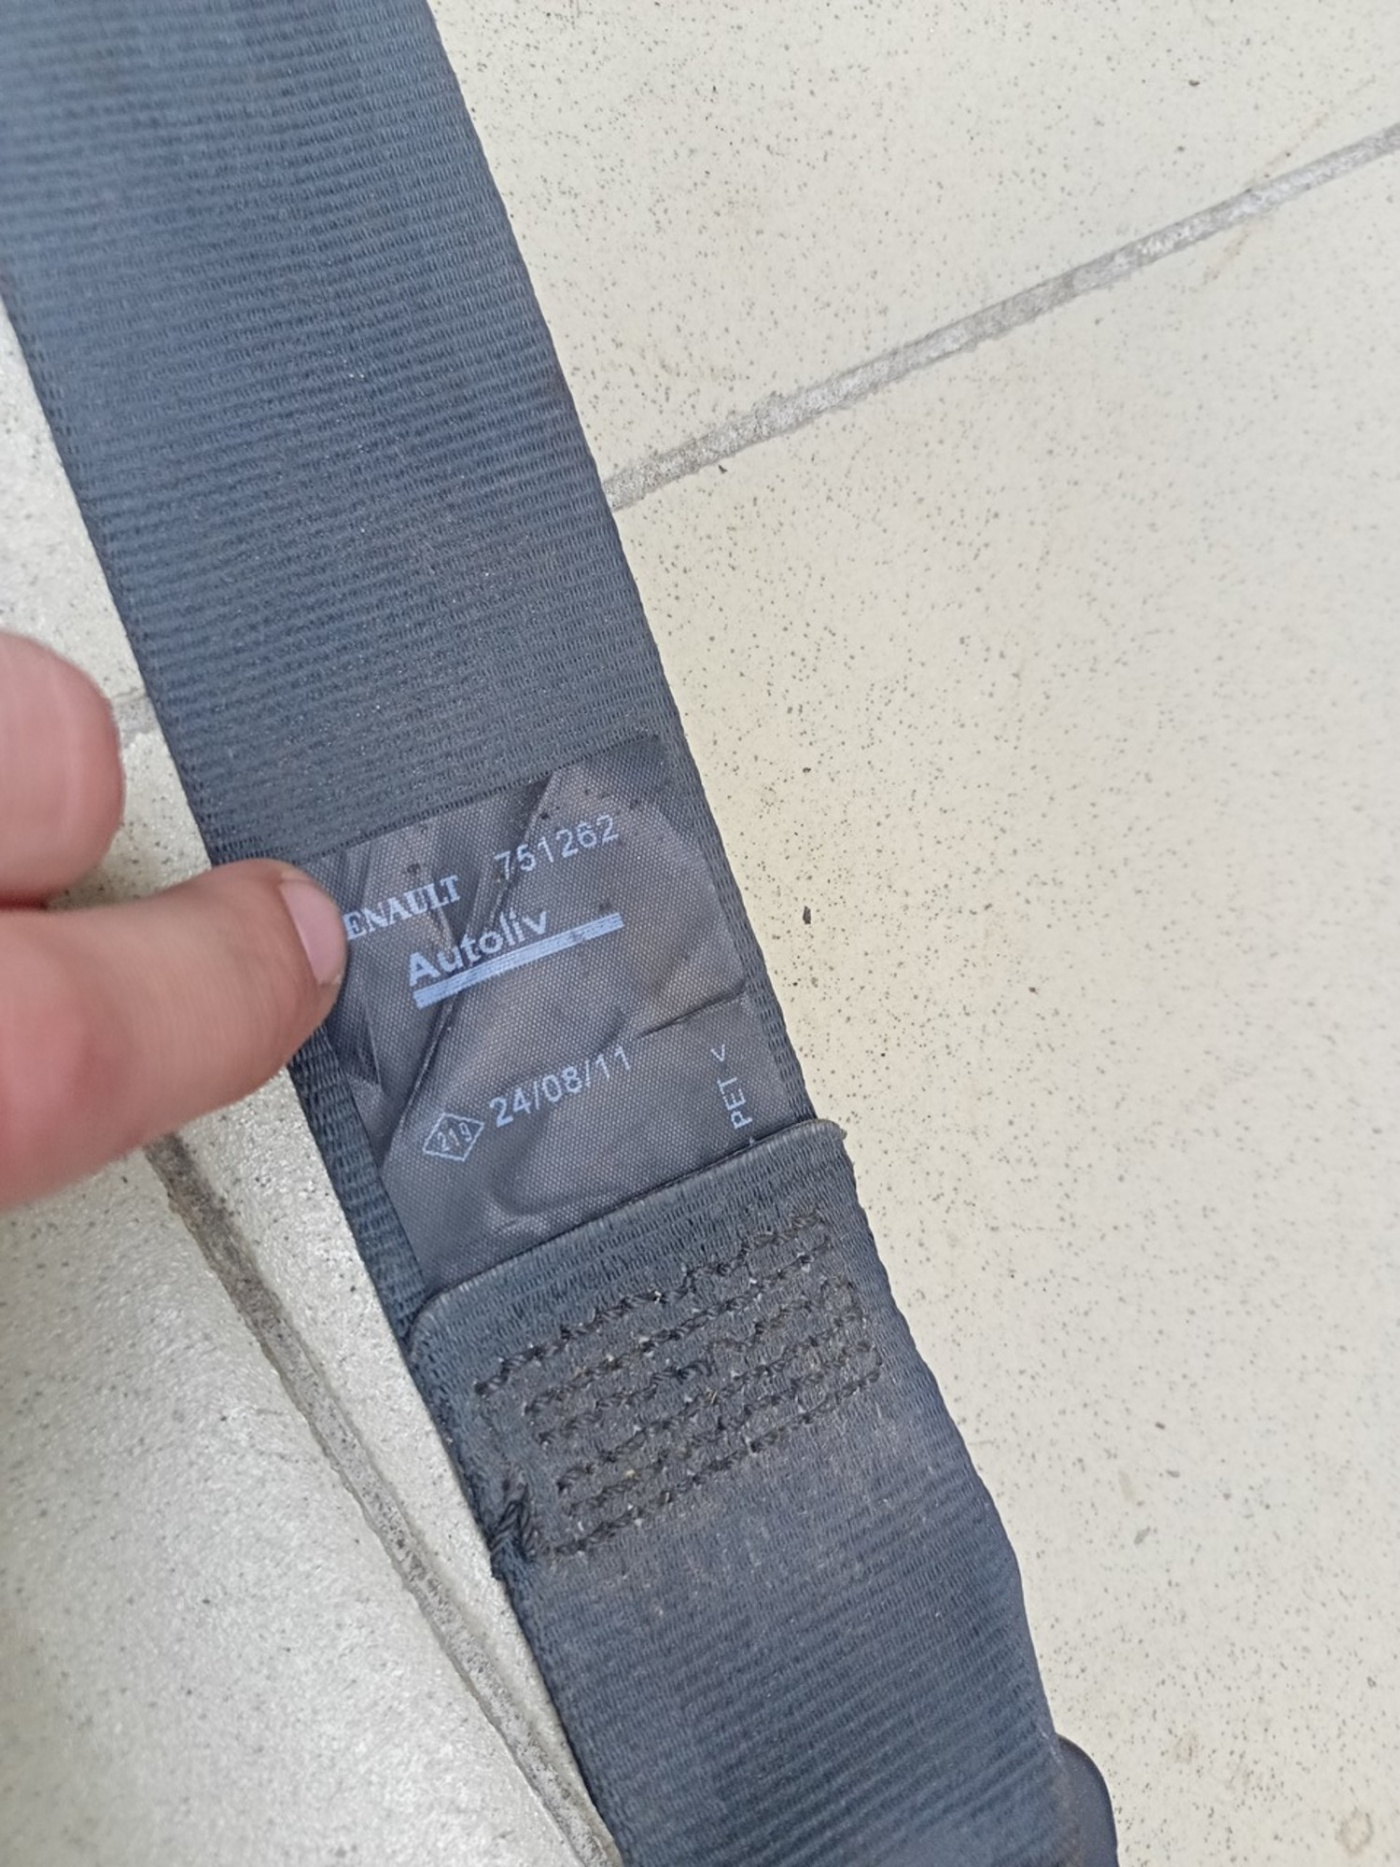 ENAULT 751262
Autoliv
219 24/08/11
PET <